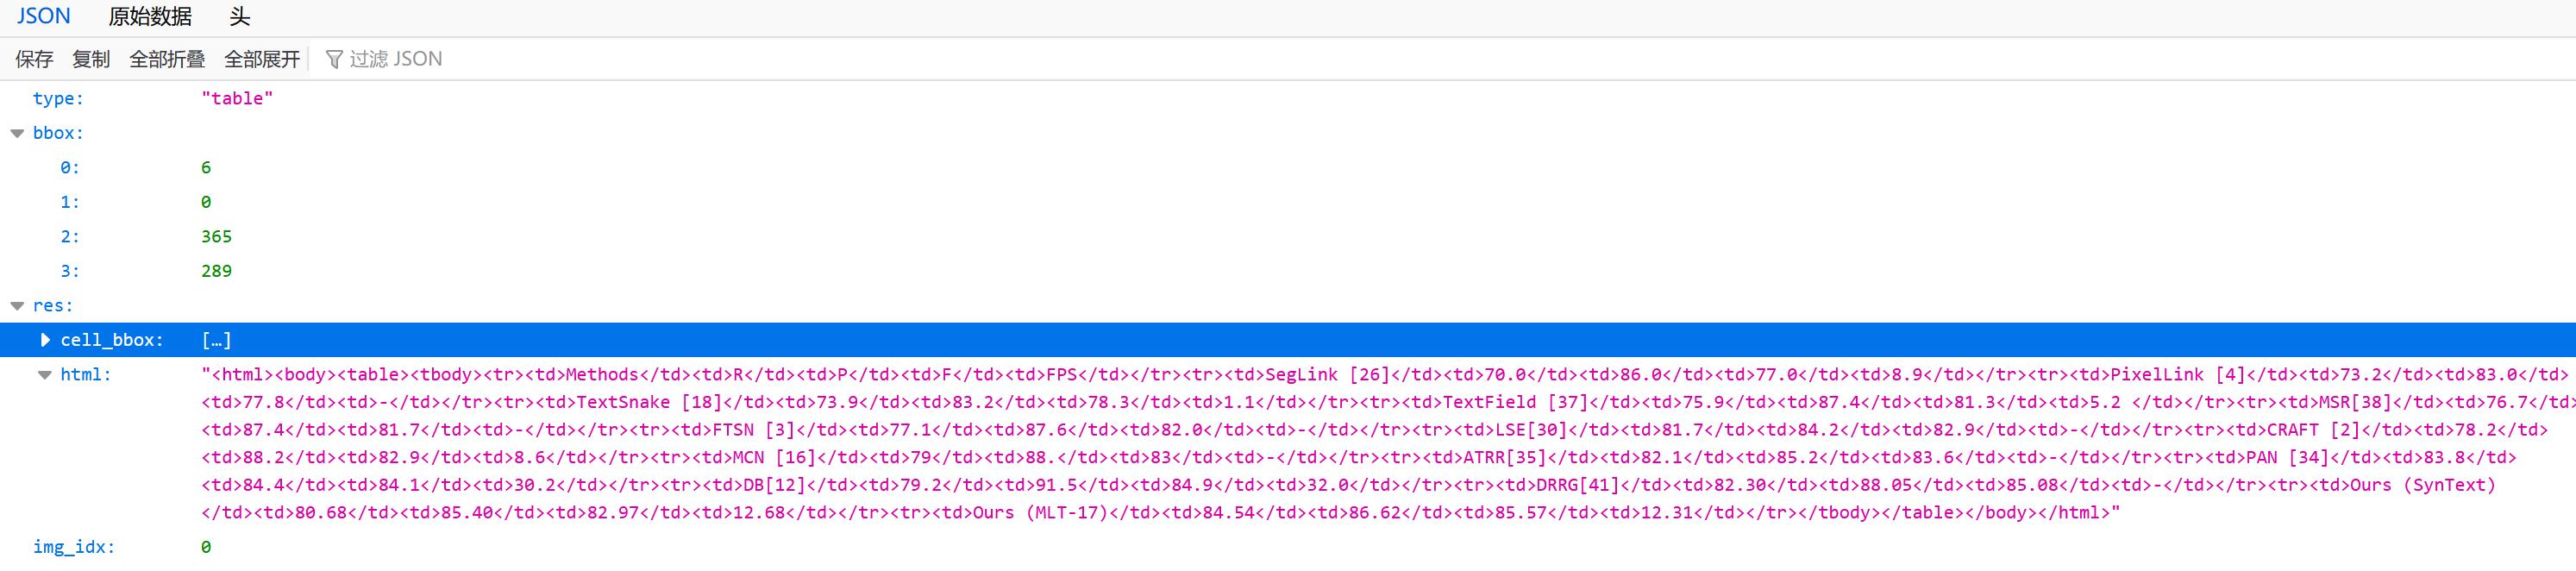 JSON 原始数据 头
保存 复制 全部折叠 全部展开 过滤 JSON
type: "table"
bbox:
0: 6
1: 0
2: 365
3: 289
res:
cell_bbox: […]
html: "<html><body><table><tbody><tr><td>Methods</td><td>R</td><td>P</td><td>F</td><td>FPS</td></tr><tr><td>SegLink [26]</td><td>70.0</td><td>86.0</td><td>77.0</td><td>8.9</td></tr><tr><td>PixelLink [4]</td><td>73.2</td><td>83.0</td>
<td>77.8</td><td>-</td></tr><tr><td>TextSnake [18]</td><td>73.9</td><td>83.2</td><td>78.3</td><td>1.1</td></tr><tr><td>TextField [37]</td><td>75.9</td><td>87.4</td><td>81.3</td><td>5.2 </td></tr><tr><td>MSR[38]</td><td>76.7</td>
<td>87.4</td><td>81.7</td><td>-</td></tr><tr><td>FTSN [3]</td><td>77.1</td><td>87.6</td><td>82.0</td><td>-</td></tr><tr><td>LSE[30]</td><td>81.7</td><td>84.2</td><td>82.9</td><td>-</td></tr><tr><td>CRAFT [2]</td><td>78.2</td>
<td>88.2</td><td>82.9</td><td>8.6</td></tr><tr><td>MCN [16]</td><td>79</td><td>88.</td><td>83</td><td>-</td></tr><tr><td>ATRR[35]</td><td>82.1</td><td>85.2</td><td>83.6</td><td>-</td></tr><tr><td>PAN [34]</td><td>83.8</td>
<td>84.4</td><td>84.1</td><td>30.2</td></tr><tr><td>DB[12]</td><td>79.2</td><td>91.5</td><td>84.9</td><td>32.0</td></tr><tr><td>DRRG[41]</td><td>82.30</td><td>88.05</td><td>85.08</td><td>-</td></tr><tr><td>Ours (SynText)
</td><td>80.68</td><td>85.40</td><td>82.97</td><td>12.68</td></tr><tr><td>Ours (MLT-17)</td><td>84.54</td><td>86.62</td><td>85.57</td><td>12.31</td></tr></tbody></table></body></html>"
img_idx: 0